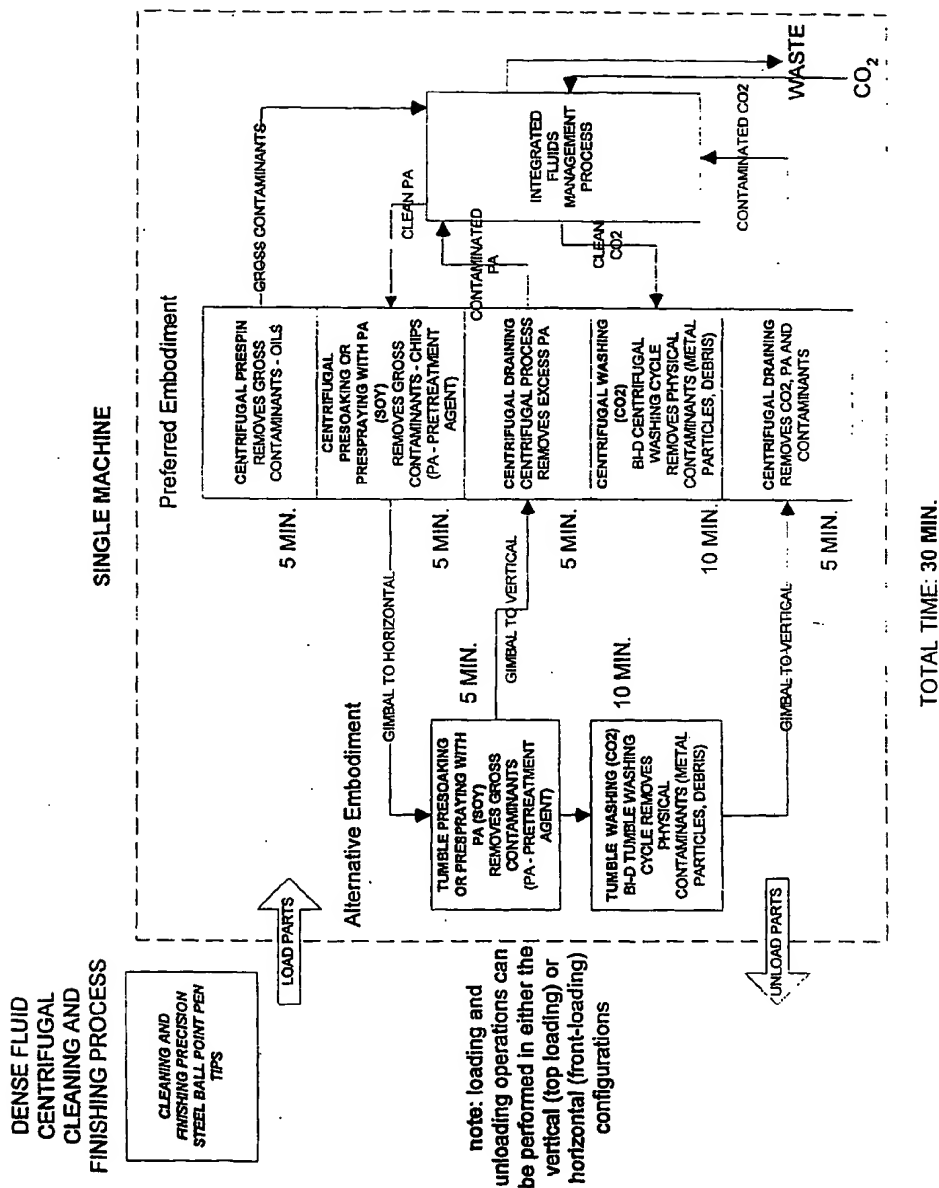 DENSE FLUID
CENTRIFUGAL
CLEANING AND
FINISHING PROCESS
CLEANING AND
FINISHING PRECISION
STEEL BALL POINT PEN
TIPS
LOAD PARTS
note: loading and
unloading operations can
be performed in either the
vertical (top loading) or
horizontal (front-loading)
configurations
UNLOAD PARTS
SINGLE MACHINE
Alternative Embodiment
TUMBLE PRESOAKING
OR PRESPRAYING WITH
PA (SOY)
REMOVES GROSS
CONTAMINANTS
(PA - PRETREATMENT
AGENT)
5 MIN.
TUMBLE WASHING (CO2)
BI-D TUMBLE WASHING
CYCLE REMOVES
PHYSICAL
CONTAMINANTS (METAL
PARTICLES, DEBRIS)
10 MIN.
GIMBAL TO HORIZONTAL
GIMBAL TO VERTICAL
GIMBAL-TO-VERTICAL
Preferred Embodiment
CENTRIFUGAL PRESPIN
REMOVES GROSS
CONTAMINANTS - OILS
5 MIN.
CENTRIFUGAL
PRESOAKING OR
PRESPRAYING WITH PA
(SOY)
REMOVES GROSS
CONTAMINANTS - CHIPS
(PA - PRETREATMENT
AGENT)
5 MIN.
CENTRIFUGAL DRAINING
CENTRIFUGAL PROCESS
REMOVES EXCESS PA
5 MIN.
CENTRIFUGAL WASHING
(CO2)
BI-D CENTRIFUGAL
WASHING CYCLE
REMOVES PHYSICAL
CONTAMINANTS (METAL
PARTICLES, DEBRIS)
10 MIN.
CENTRIFUGAL DRAINING
REMOVES CO2, PA AND
CONTAMINANTS
5 MIN.
GROSS CONTAMINANTS
CLEAN PA
CONTAMINATED
PA
CLEAN
CO2
CONTAMINATED CO2
INTEGRATED
FLUIDS
MANAGEMENT
PROCESS
WASTE
CO2
TOTAL TIME: 30 MIN.